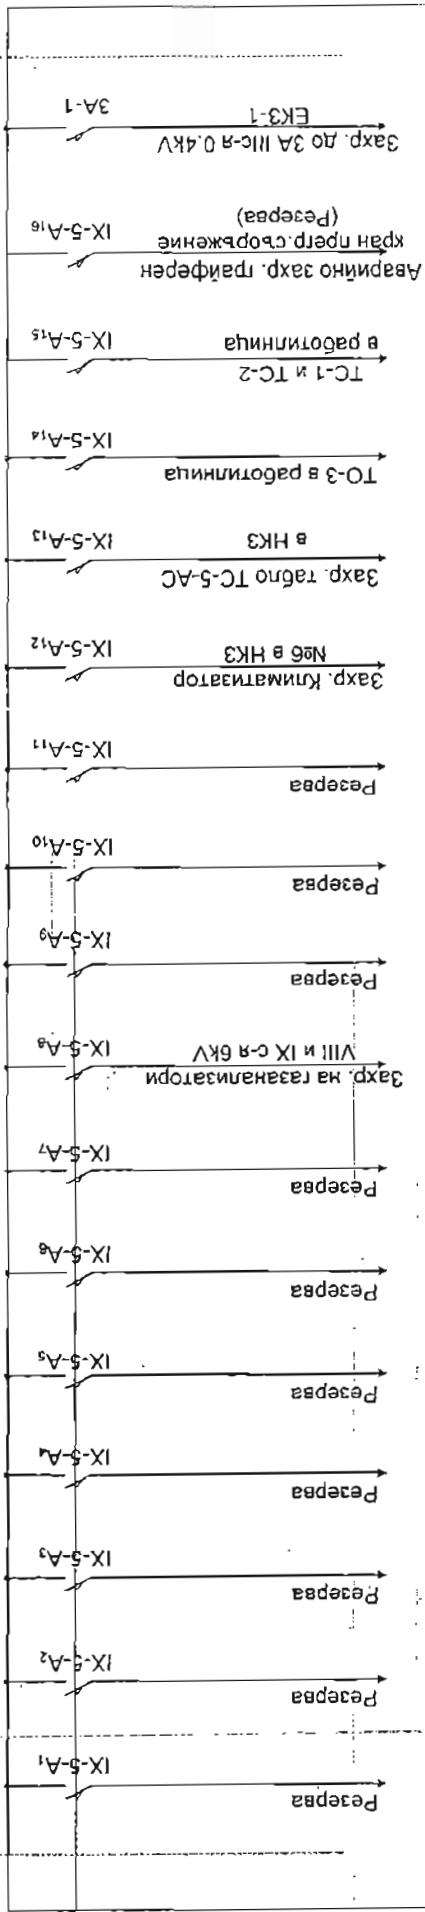 Резерва
IX-5-A₁
Резерва
IX-5-A₂
Резерва
IX-5-A₃
Резерва
IX-5-A₄
Резерва
IX-5-A₅
Резерва
IX-5-A₆
Резерва
IX-5-A₇
Захр. на газанализатори
VIII и IX с-я 6kV
IX-5-A₈
Резерва
IX-5-A₉
Резерва
IX-5-A₁₀
Резерва
IX-5-A₁₁
Захр. Климатизатор
№6 в НКЗ
IX-5-A₁₂
Захр. табло ТС-5-АС
в НКЗ
IX-5-A₁₃
ТО-3 в работилница
IX-5-A₁₄
ТС-1 и ТС-2
в работилница
IX-5-A₁₅
Аварийно захр. грайферен
кран прегр.съоръжение
(Резерва)
IX-5-A₁₆
Захр. до 3А IIIс-я 0.4kV
ЕКЗ-1
3А-1